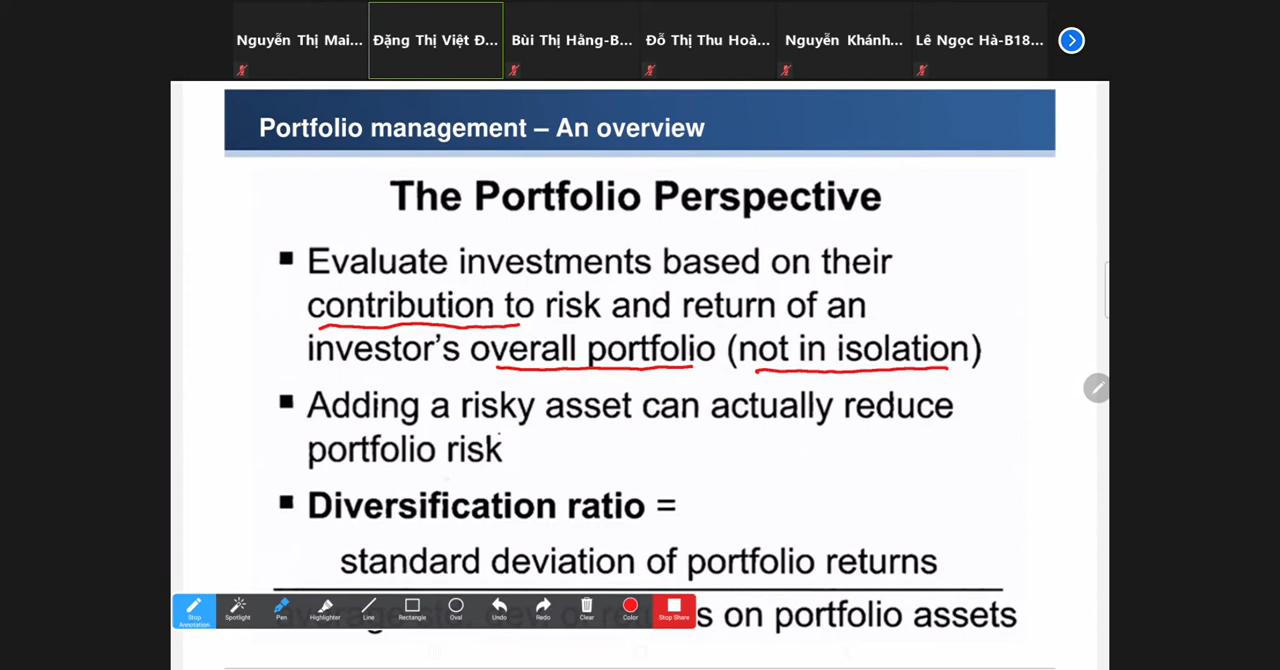 Nguyễn Thị Mai...
Đặng Thị Việt Đ...
Bùi Thị Hằng-B...
Đỗ Thị Thu Hoà...
Nguyễn Khánh...
Lê Ngọc Hà-B18...
Portfolio management – An overview
The Portfolio Perspective
▪ Evaluate investments based on their
contribution to risk and return of an
investor's overall portfolio (not in isolation)
▪ Adding a risky asset can actually reduce
portfolio risk
▪ Diversification ratio =
standard deviation of portfolio returns
on portfolio assets
Stop Annotation
Spotlight
Pen
Highlighter
Line
Rectangle
Oval
Undo
Redo
Clear
Color
Stop Share